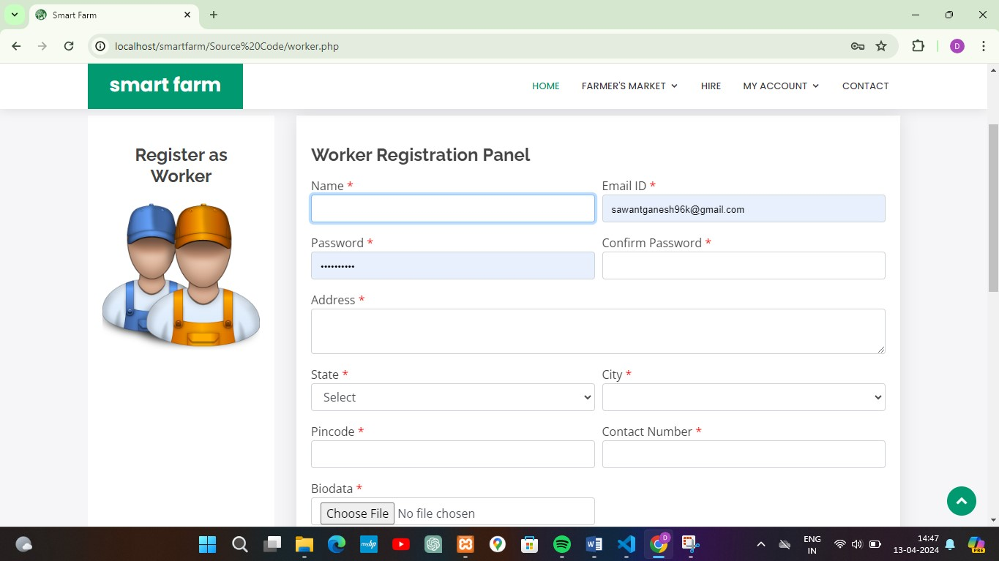 Smart Farm
localhost/smartfarm/Source%20Code/worker.php
D
smart farm
HOME
FARMER'S MARKET
HIRE
MY ACCOUNT
CONTACT
Register as
Worker
Worker Registration Panel
Name *
Email ID *
sawantganesh96k@gmail.com
Password *
Confirm Password *
••••••••••
Address *
State *
City *
Select
Pincode *
Contact Number *
Biodata *
Choose File No file chosen
myhp
D
ENG
IN
14:47
13-04-2024
PRE